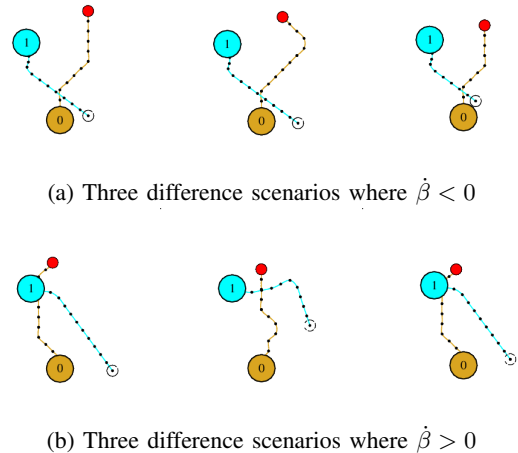 1 1 1
0 0 0
(a) Three difference scenarios where β̇ < 0
1 1 1
0 0 0
(b) Three difference scenarios where β̇ > 0